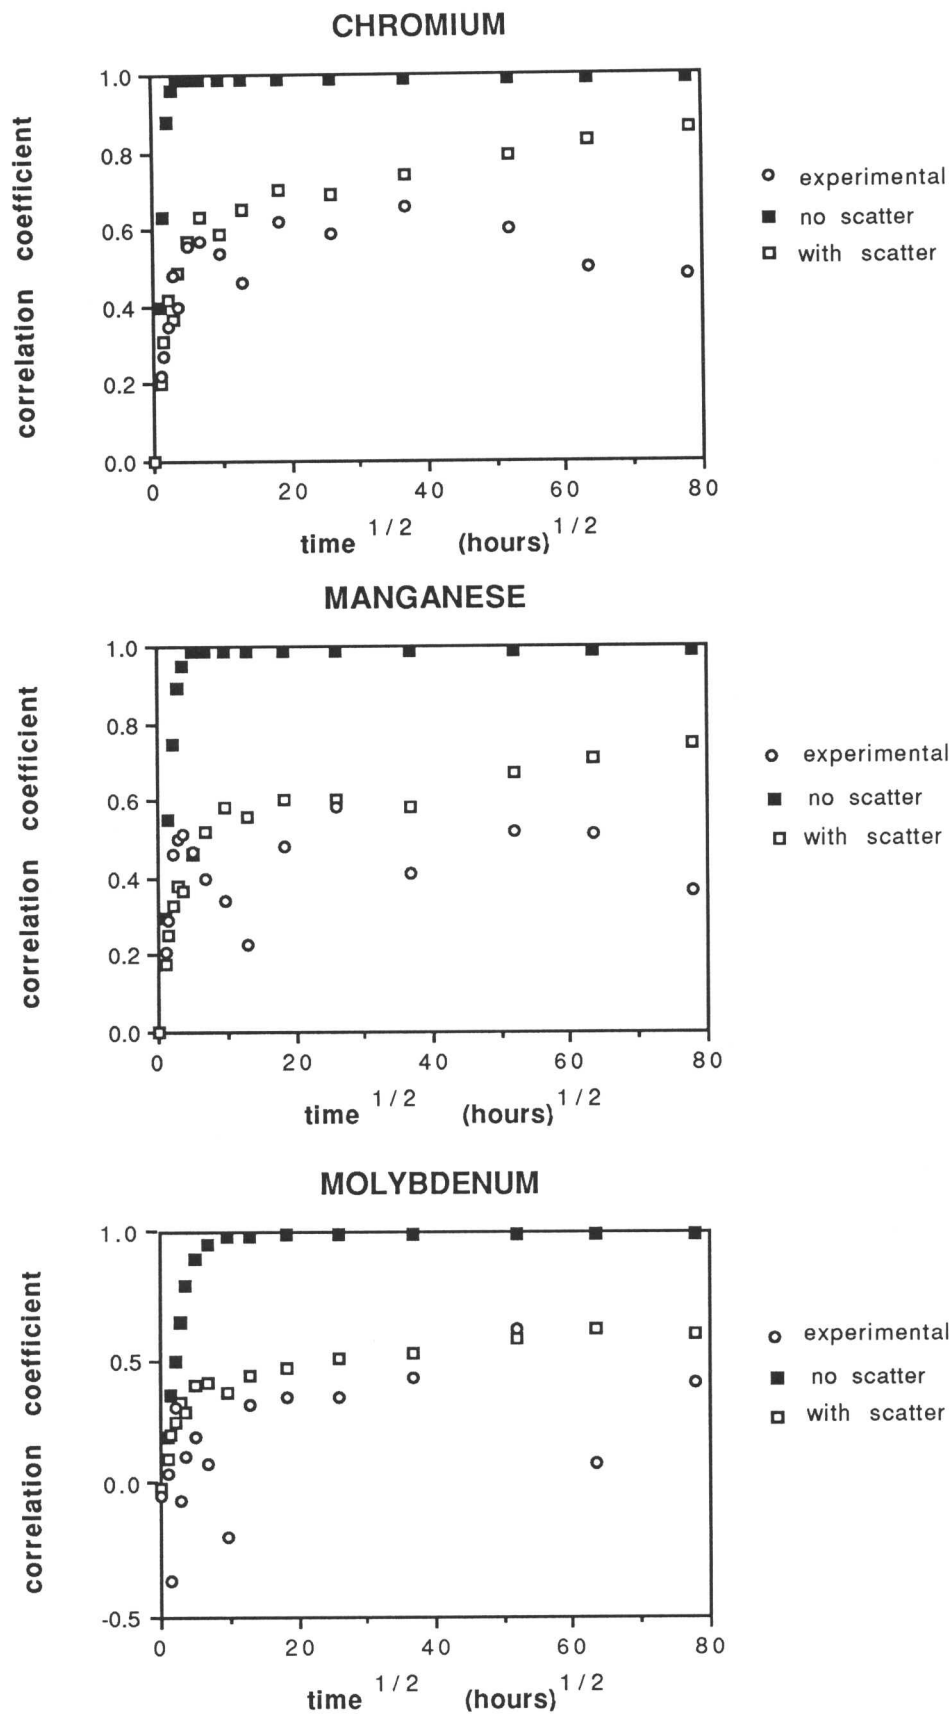 CHROMIUM
correlation coefficient
1.0
0.8
0.6
0.4
0.2
0.0
0 20 40 60 80
time 1/2 (hours) 1/2
experimental
no scatter
with scatter
MANGANESE
correlation coefficient
1.0
0.8
0.6
0.4
0.2
0.0
0 20 40 60 80
time 1/2 (hours) 1/2
experimental
no scatter
with scatter
MOLYBDENUM
correlation coefficient
1.0
0.5
0.0
-0.5
0 20 40 60 80
time 1/2 (hours) 1/2
experimental
no scatter
with scatter